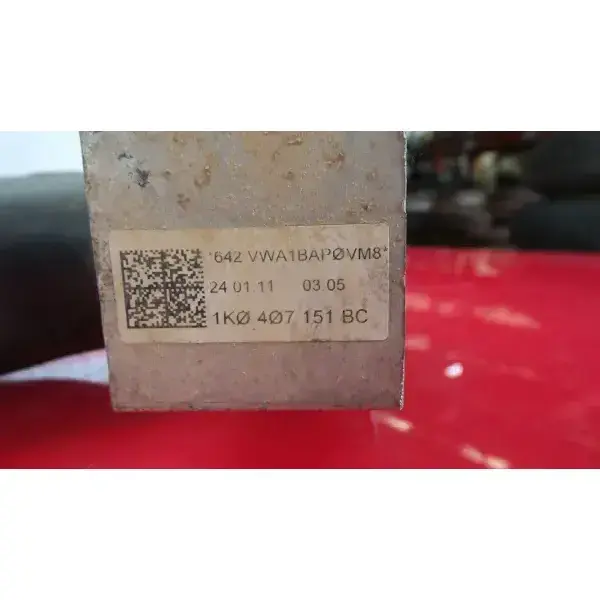 *642 VWA1BAPØVM8*
24 01.11 03.05
1KØ 4Ø7 151 BC